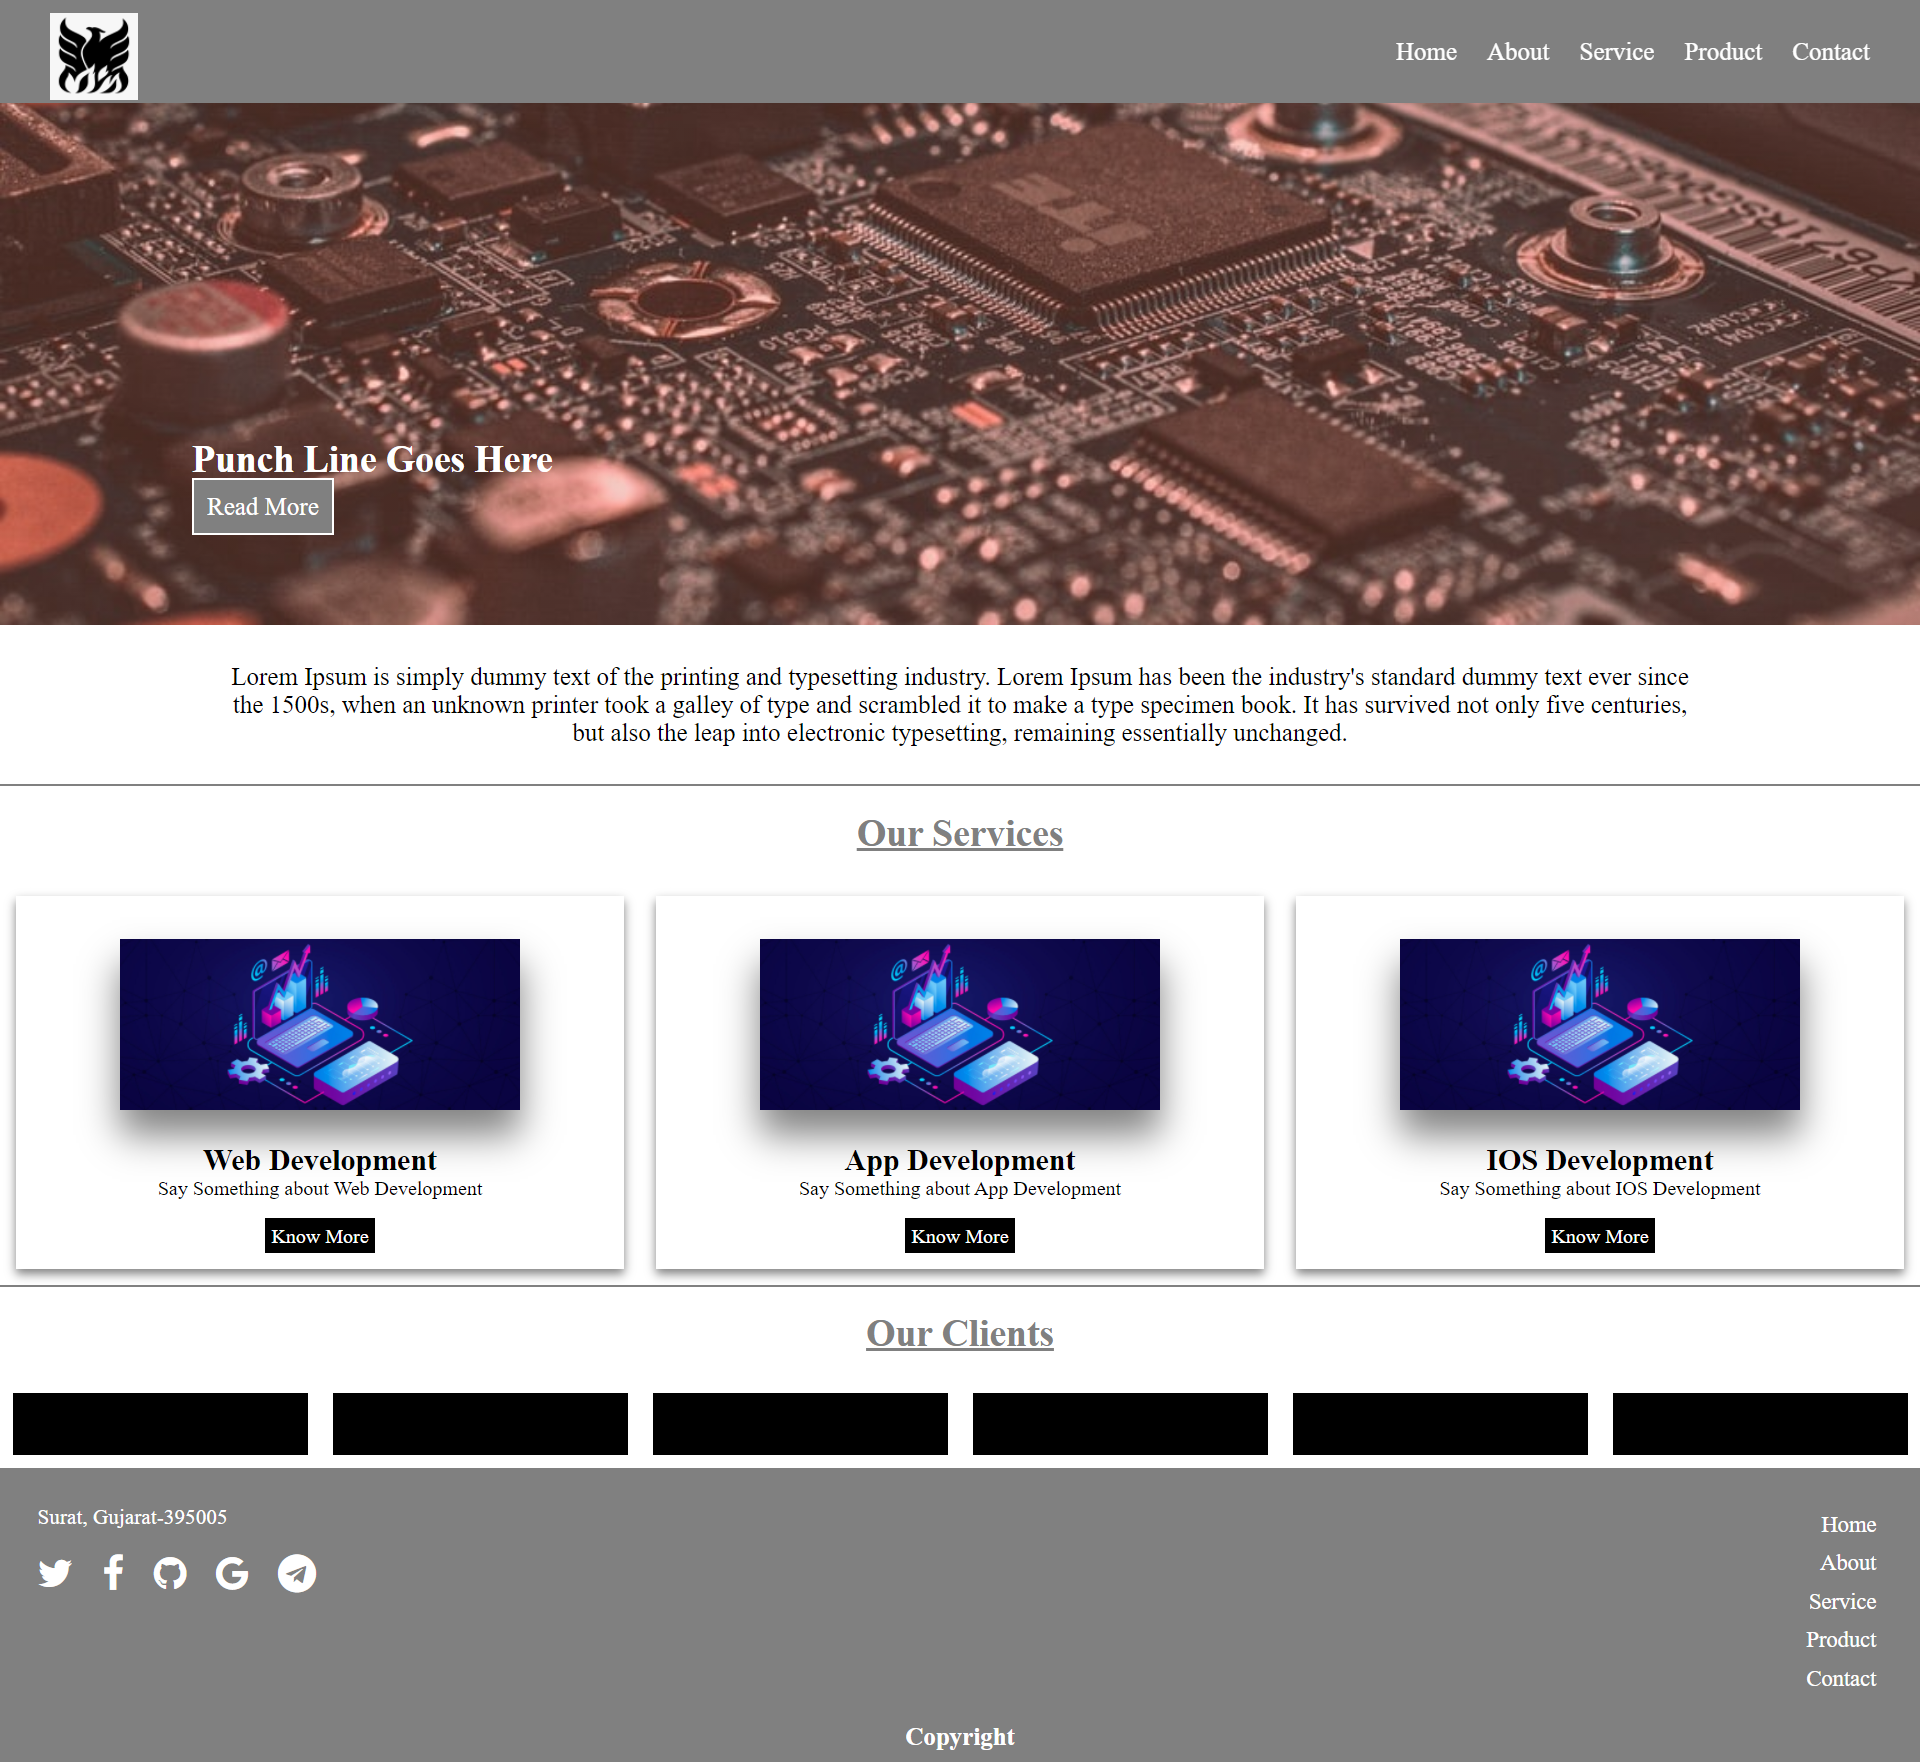 Home About Service Product Contact
Punch Line Goes Here
Read More
Lorem Ipsum is simply dummy text of the printing and typesetting industry. Lorem Ipsum has been the industry's standard dummy text ever since
the 1500s, when an unknown printer took a galley of type and scrambled it to make a type specimen book. It has survived not only five centuries,
but also the leap into electronic typesetting, remaining essentially unchanged.
Our Services
Web Development
Say Something about Web Development
Know More
App Development
Say Something about App Development
Know More
IOS Development
Say Something about IOS Development
Know More
Our Clients
Surat, Gujarat-395005
Home
About
Service
Product
Contact
Copyright